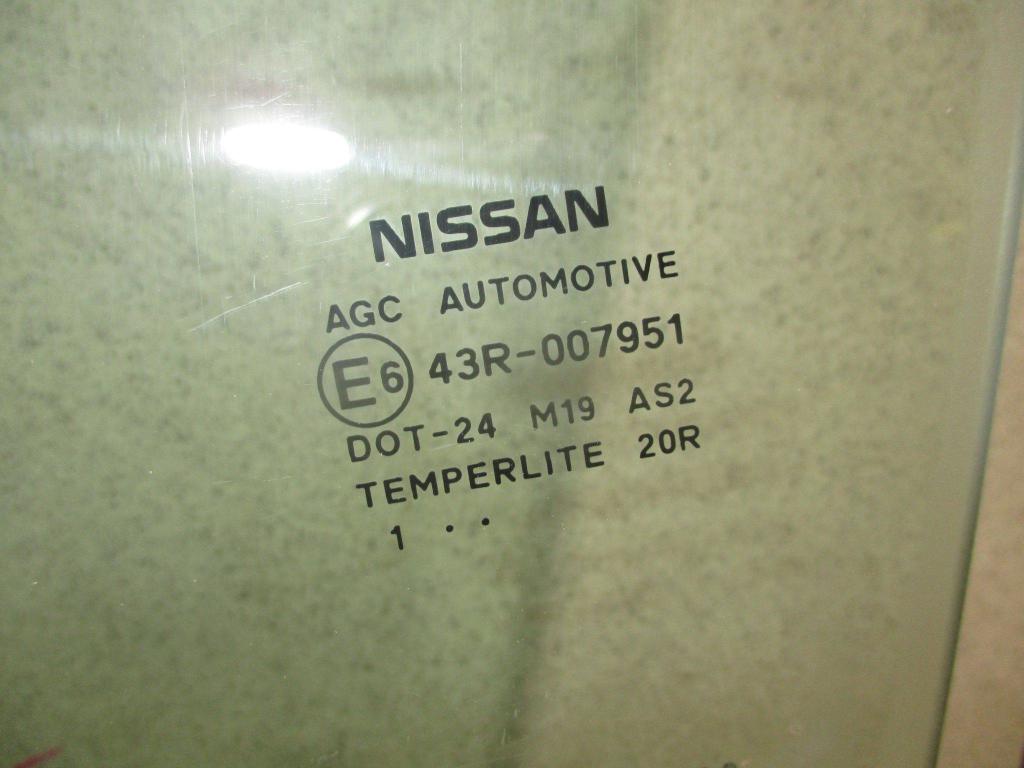 NISSAN
AGC AUTOMOTIVE
E6 43R-007951
DOT-24 M19 AS2
TEMPERLITE 20R
1 . .